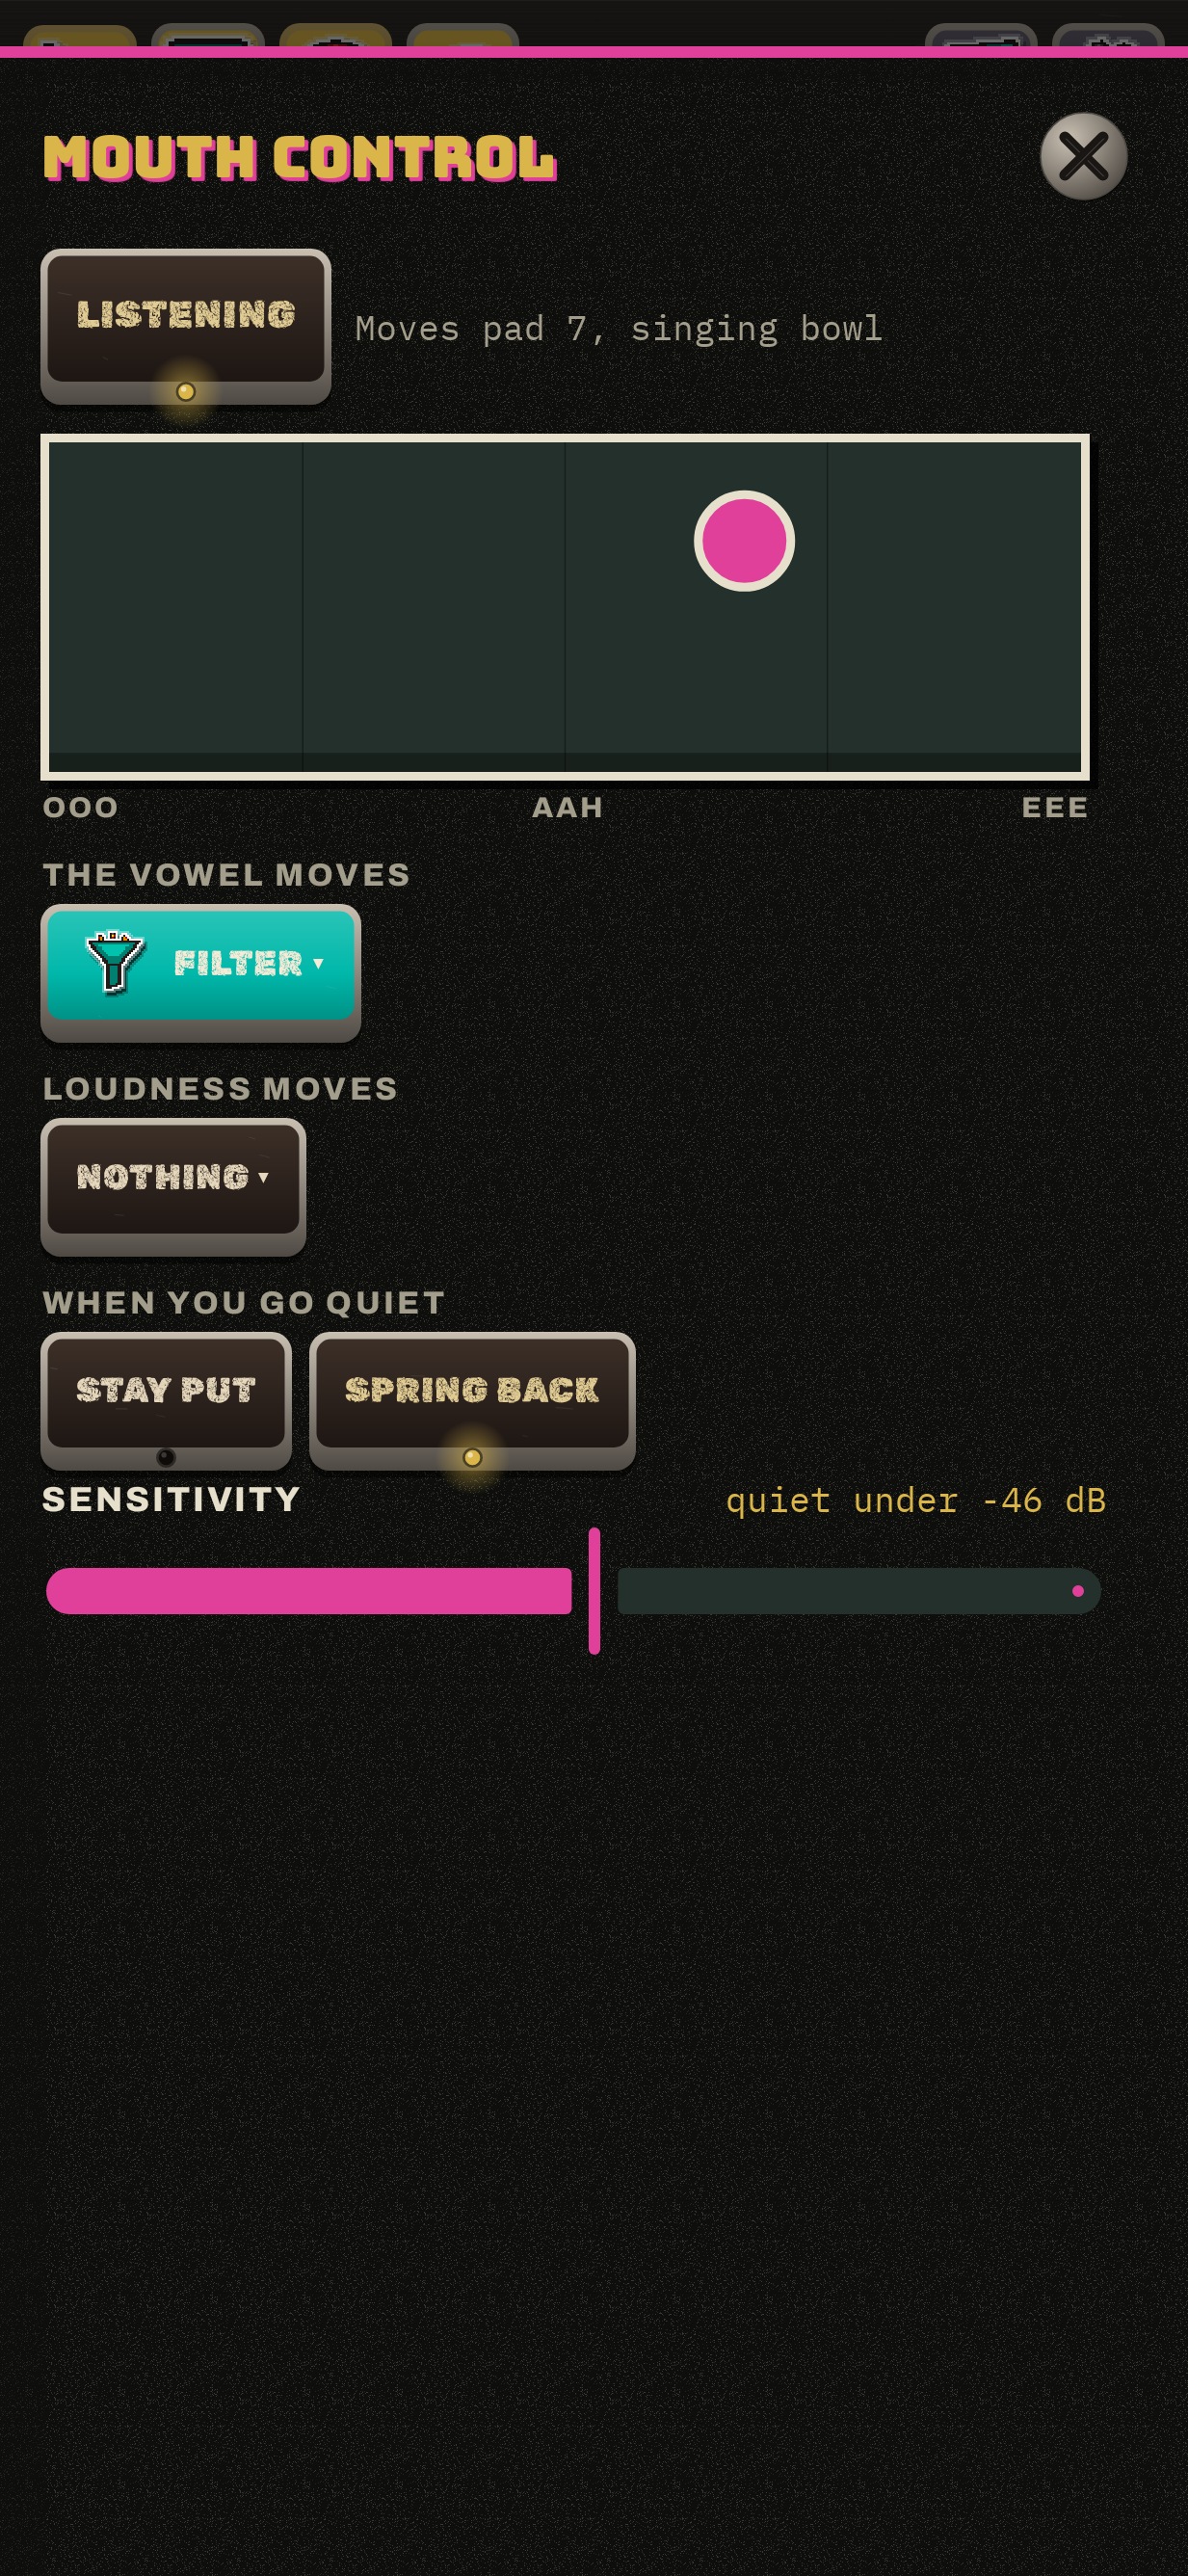 MOUTH CONTROL
LISTENING
Moves pad 7, singing bowl
OOO AAH EEE
THE VOWEL MOVES
FILTER ▾
LOUDNESS MOVES
NOTHING ▾
WHEN YOU GO QUIET
STAY PUT SPRING BACK
SENSITIVITY quiet under -46 dB